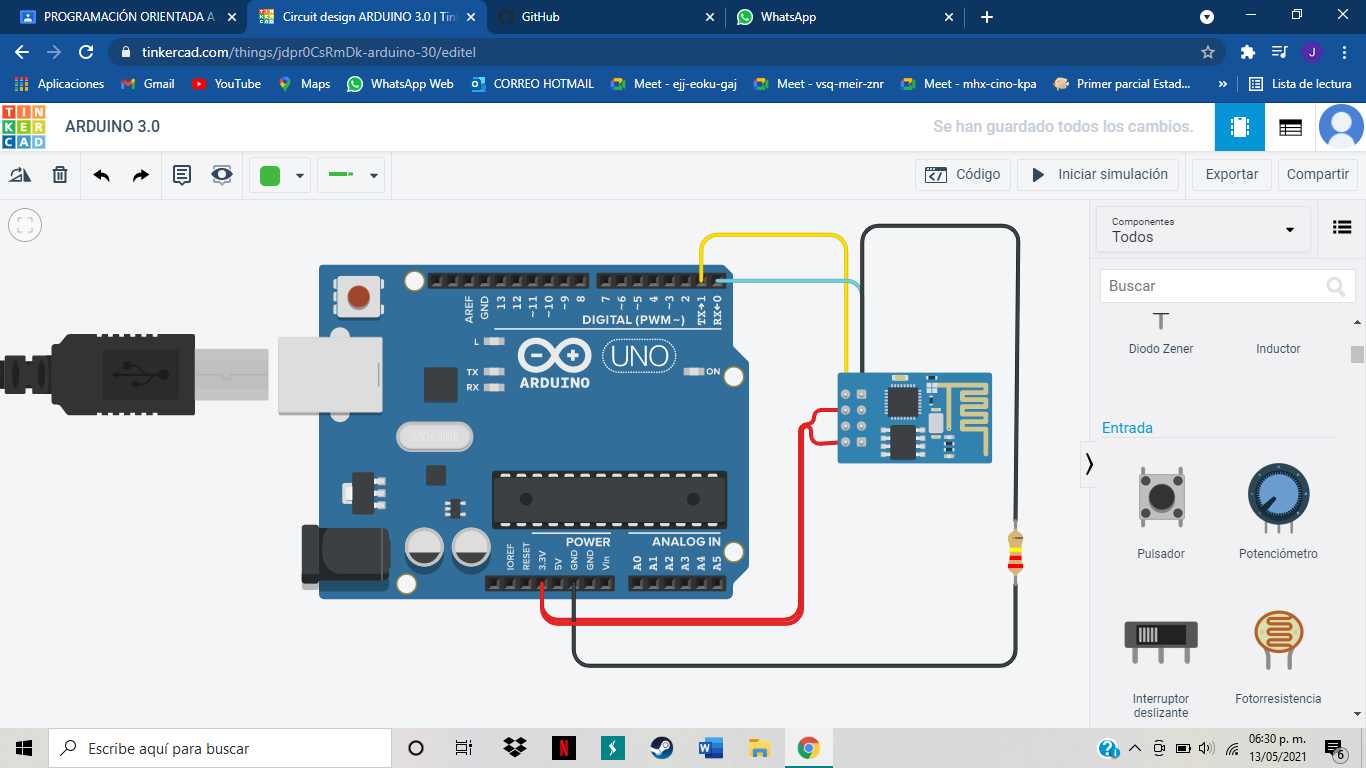 PROGRAMACIÓN ORIENTADA A
Circuit design ARDUINO 3.0 | Tin
GitHub
WhatsApp
tinkercad.com/things/jdpr0CsRmDk-arduino-30/editel
J
Aplicaciones
Gmail
YouTube
Maps
WhatsApp Web
CORREO HOTMAIL
Meet - ejj-eoku-gaj
Meet - vsq-meir-znr
Meet - mhx-cino-kpa
Primer parcial Estad...
»
Lista de lectura
TIN
KER
CAD
ARDUINO 3.0
Se han guardado todos los cambios.
Código
Iniciar simulación
Exportar
Compartir
Componentes
Todos
Buscar
Diodo Zener
Inductor
Entrada
Pulsador
Potenciómetro
Interruptor
deslizante
Fotorresistencia
AREF
GND
13
12
~11
~10
~9
8
7
~6
~5
4
~3
2
TX→1
RX←0
DIGITAL (PWM~)
L
TX
RX
ARDUINO
UNO
ON
POWER
ANALOG IN
IOREF
RESET
3.3V
5V
GND
GND
Vin
A0
A1
A2
A3
A4
A5
Escribe aquí para buscar
06:30 p. m.
13/05/2021
6